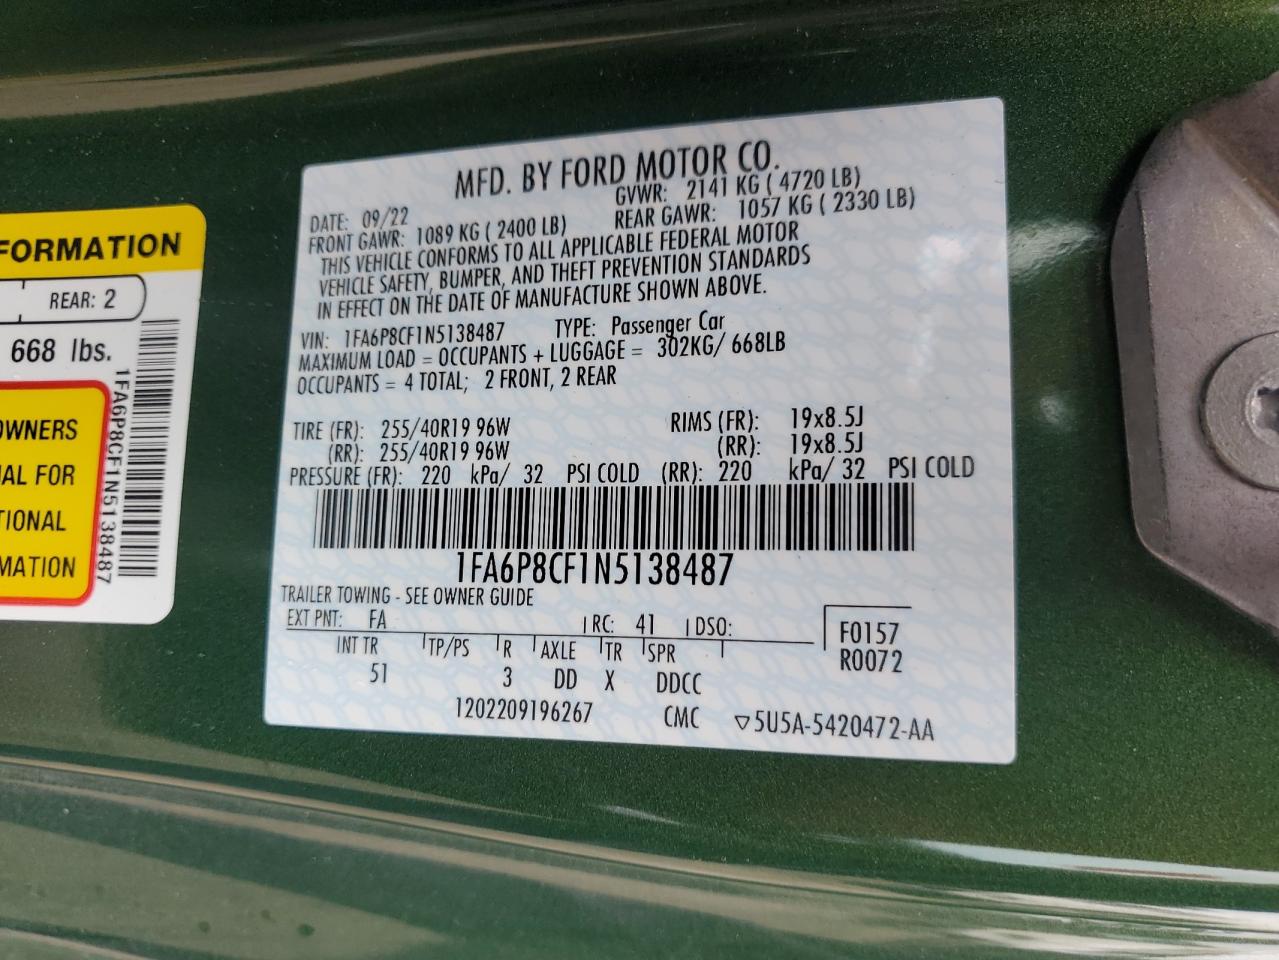 MFD. BY FORD MOTOR CO.
DATE: 09/22 GVWR: 2141 KG ( 4720 LB)
FRONT GAWR: 1089 KG ( 2400 LB) REAR GAWR: 1057 KG ( 2330 LB)
THIS VEHICLE CONFORMS TO ALL APPLICABLE FEDERAL MOTOR
VEHICLE SAFETY, BUMPER, AND THEFT PREVENTION STANDARDS
IN EFFECT ON THE DATE OF MANUFACTURE SHOWN ABOVE.
VIN: 1FA6P8CF1N5138487 TYPE: Passenger Car
MAXIMUM LOAD = OCCUPANTS + LUGGAGE = 302KG/ 668LB
OCCUPANTS = 4 TOTAL; 2 FRONT, 2 REAR
TIRE (FR): 255/40R19 96W RIMS (FR): 19x8.5J
(RR): 255/40R19 96W (RR): 19x8.5J
PRESSURE (FR): 220 kPa/ 32 PSI COLD (RR): 220 kPa/ 32 PSI COLD
1FA6P8CF1N5138487
TRAILER TOWING - SEE OWNER GUIDE
EXT PNT: FA RC: 41 DSO: F0157
INT TR TP/PS R AXLE TR SPR R0072
51 3 DD X DDCC
1202209196267 CMC ▽5U5A-5420472-AA
FORMATION
REAR: 2
668 lbs.
OWNERS
AL FOR
TIONAL
MATION
1FA6P8CF1N5138487